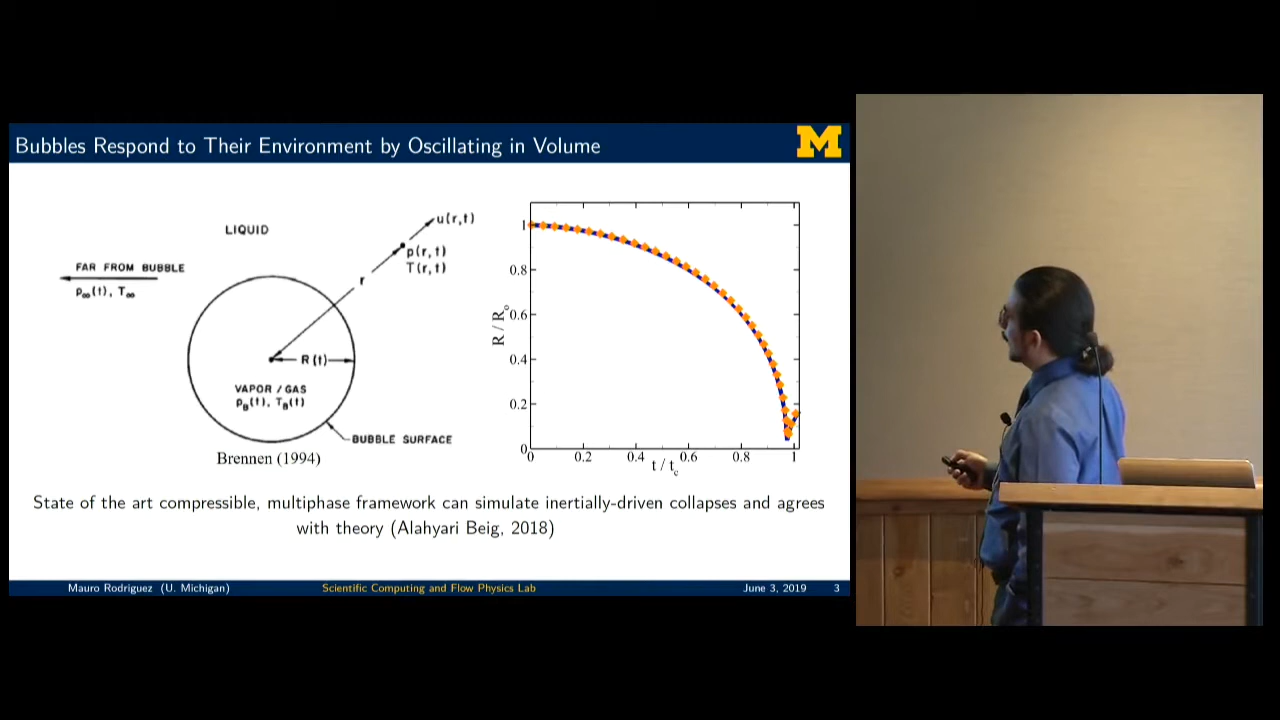 Bubbles Respond to Their Environment by Oscillating in Volume
M
LIQUID
u(r,t)
p(r,t)
T(r,t)
r
FAR FROM BUBBLE
p∞(t), T∞
R(t)
VAPOR / GAS
pB(t), TB(t)
BUBBLE SURFACE
Brennen (1994)
R / Ro
1
0.8
0.6
0.4
0.2
0
0 0.2 0.4 0.6 0.8 1
t / tc
State of the art compressible, multiphase framework can simulate inertially-driven collapses and agrees
with theory (Alahyari Beig, 2018)
Mauro Rodriguez (U. Michigan) Scientific Computing and Flow Physics Lab June 3, 2019 3